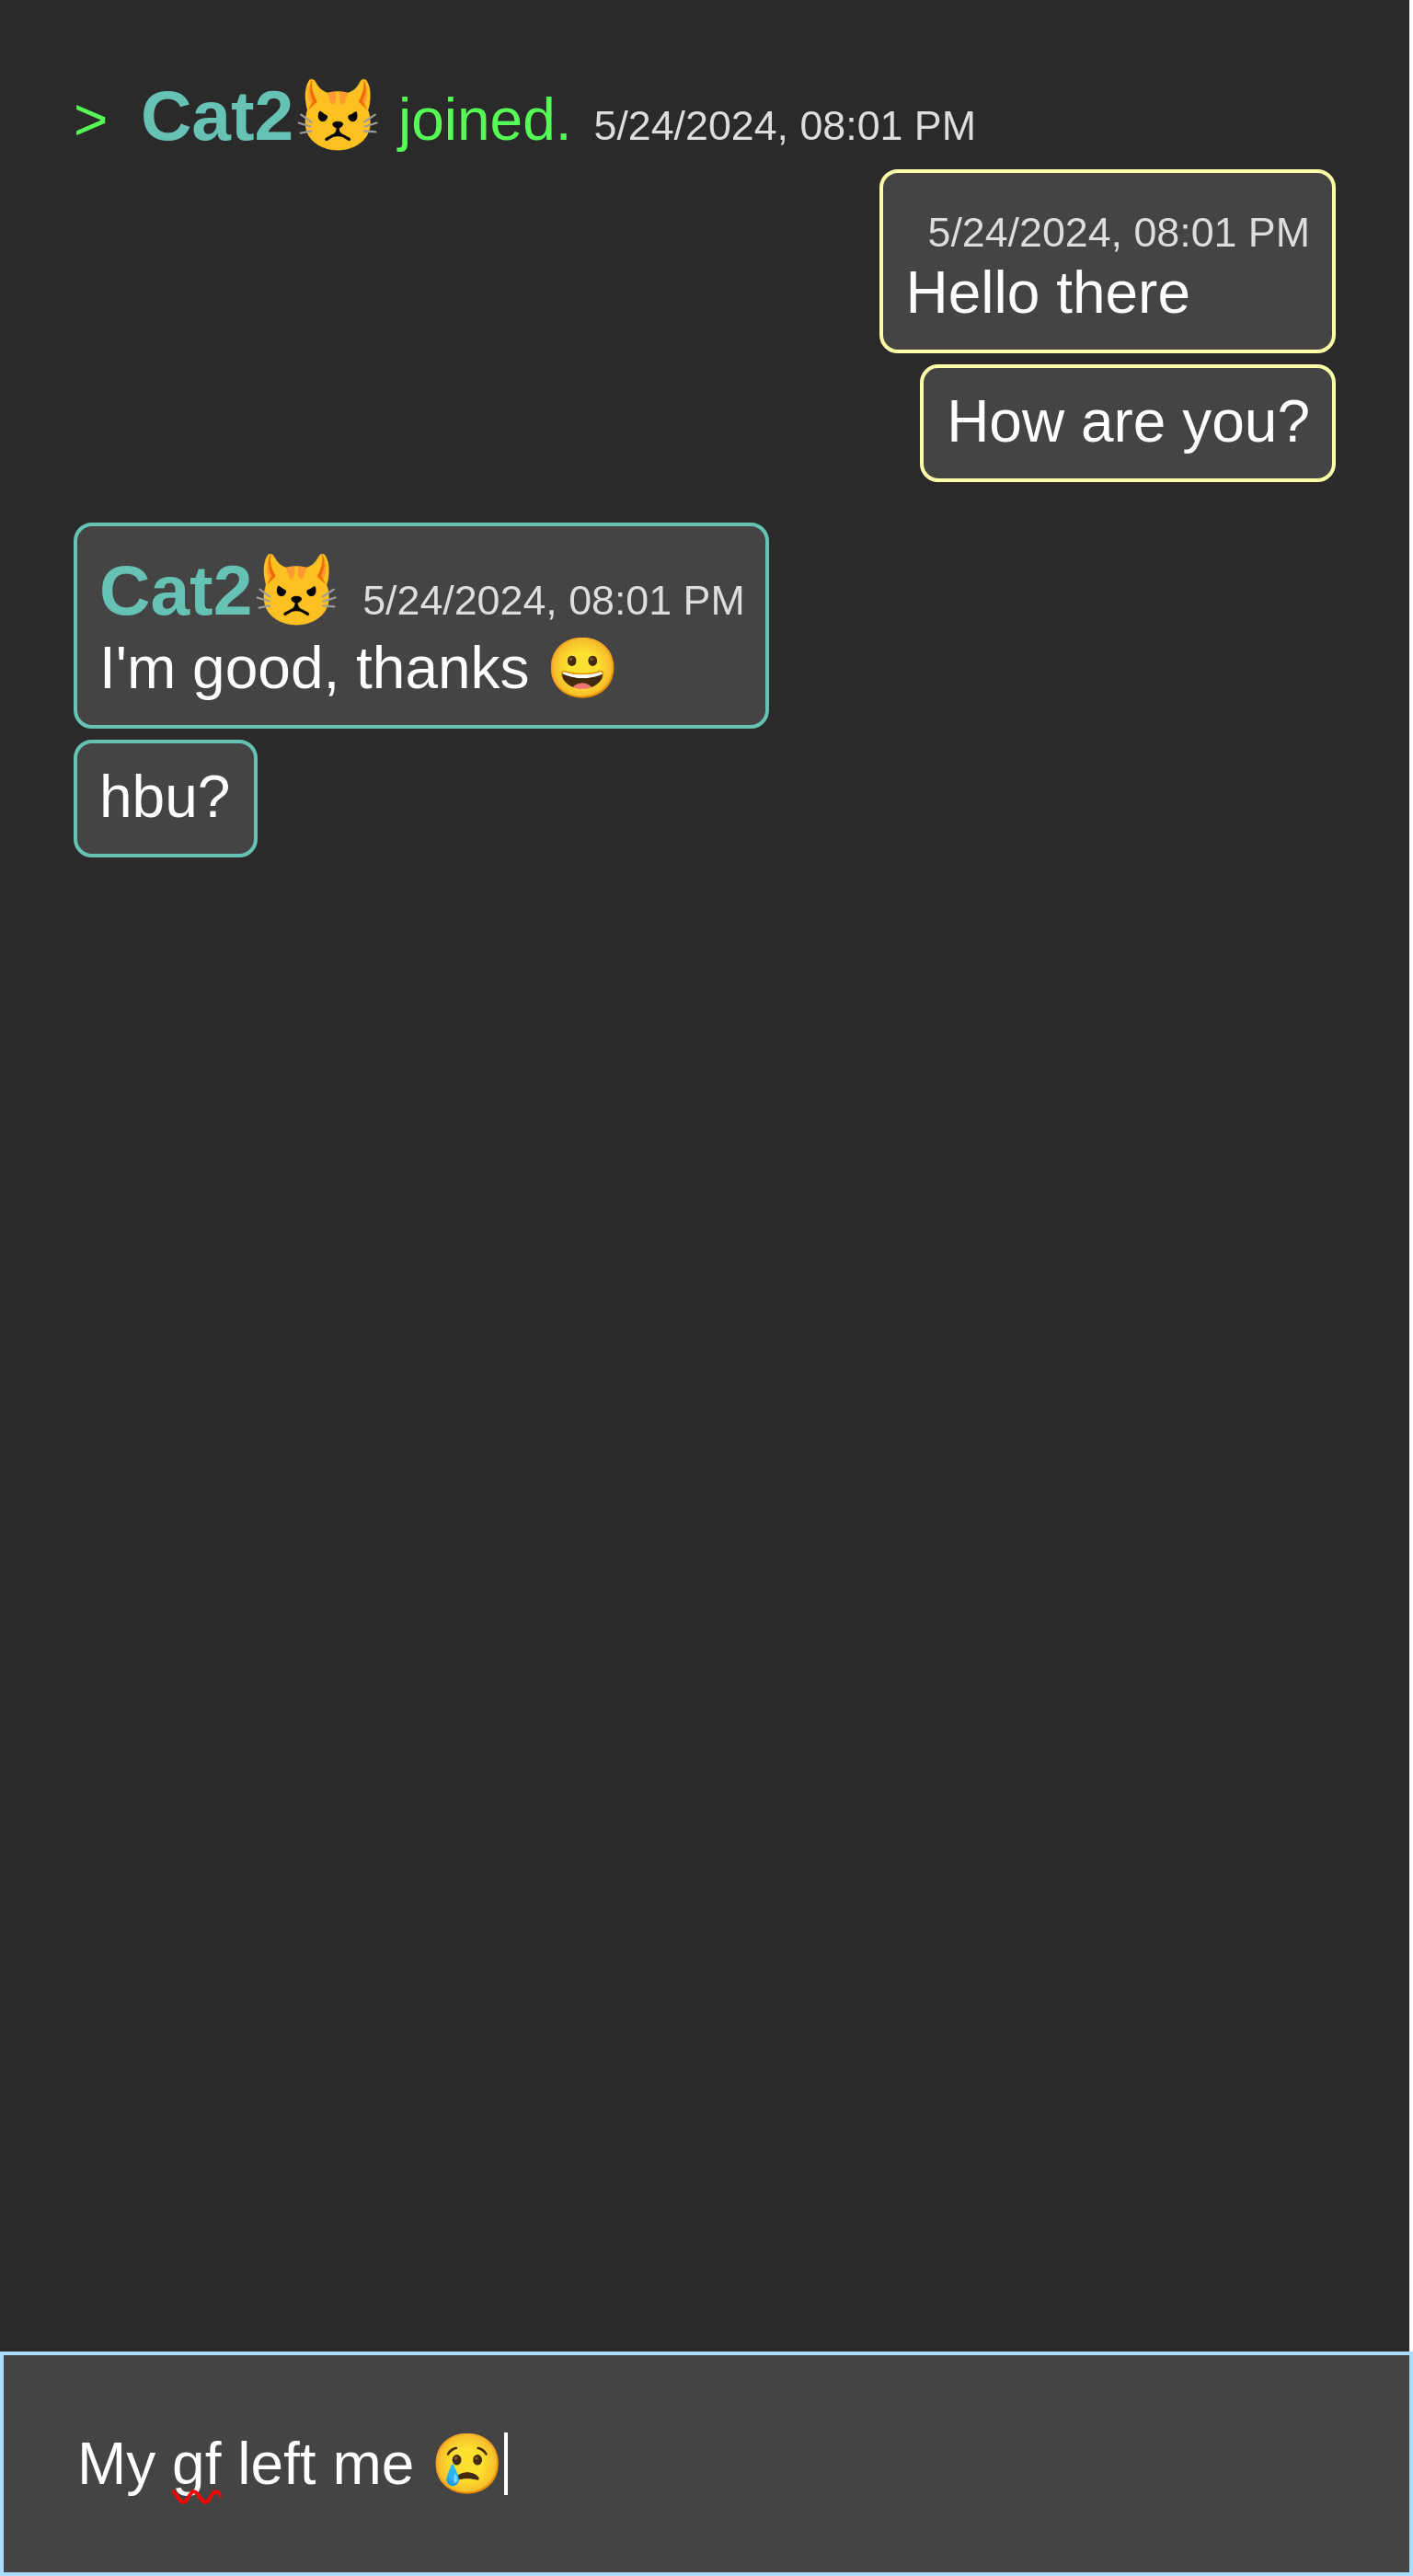 > Cat2😾 joined. 5/24/2024, 08:01 PM
5/24/2024, 08:01 PM
Hello there
How are you?
Cat2😾 5/24/2024, 08:01 PM
I'm good, thanks 😀
hbu?
My gf left me 😢